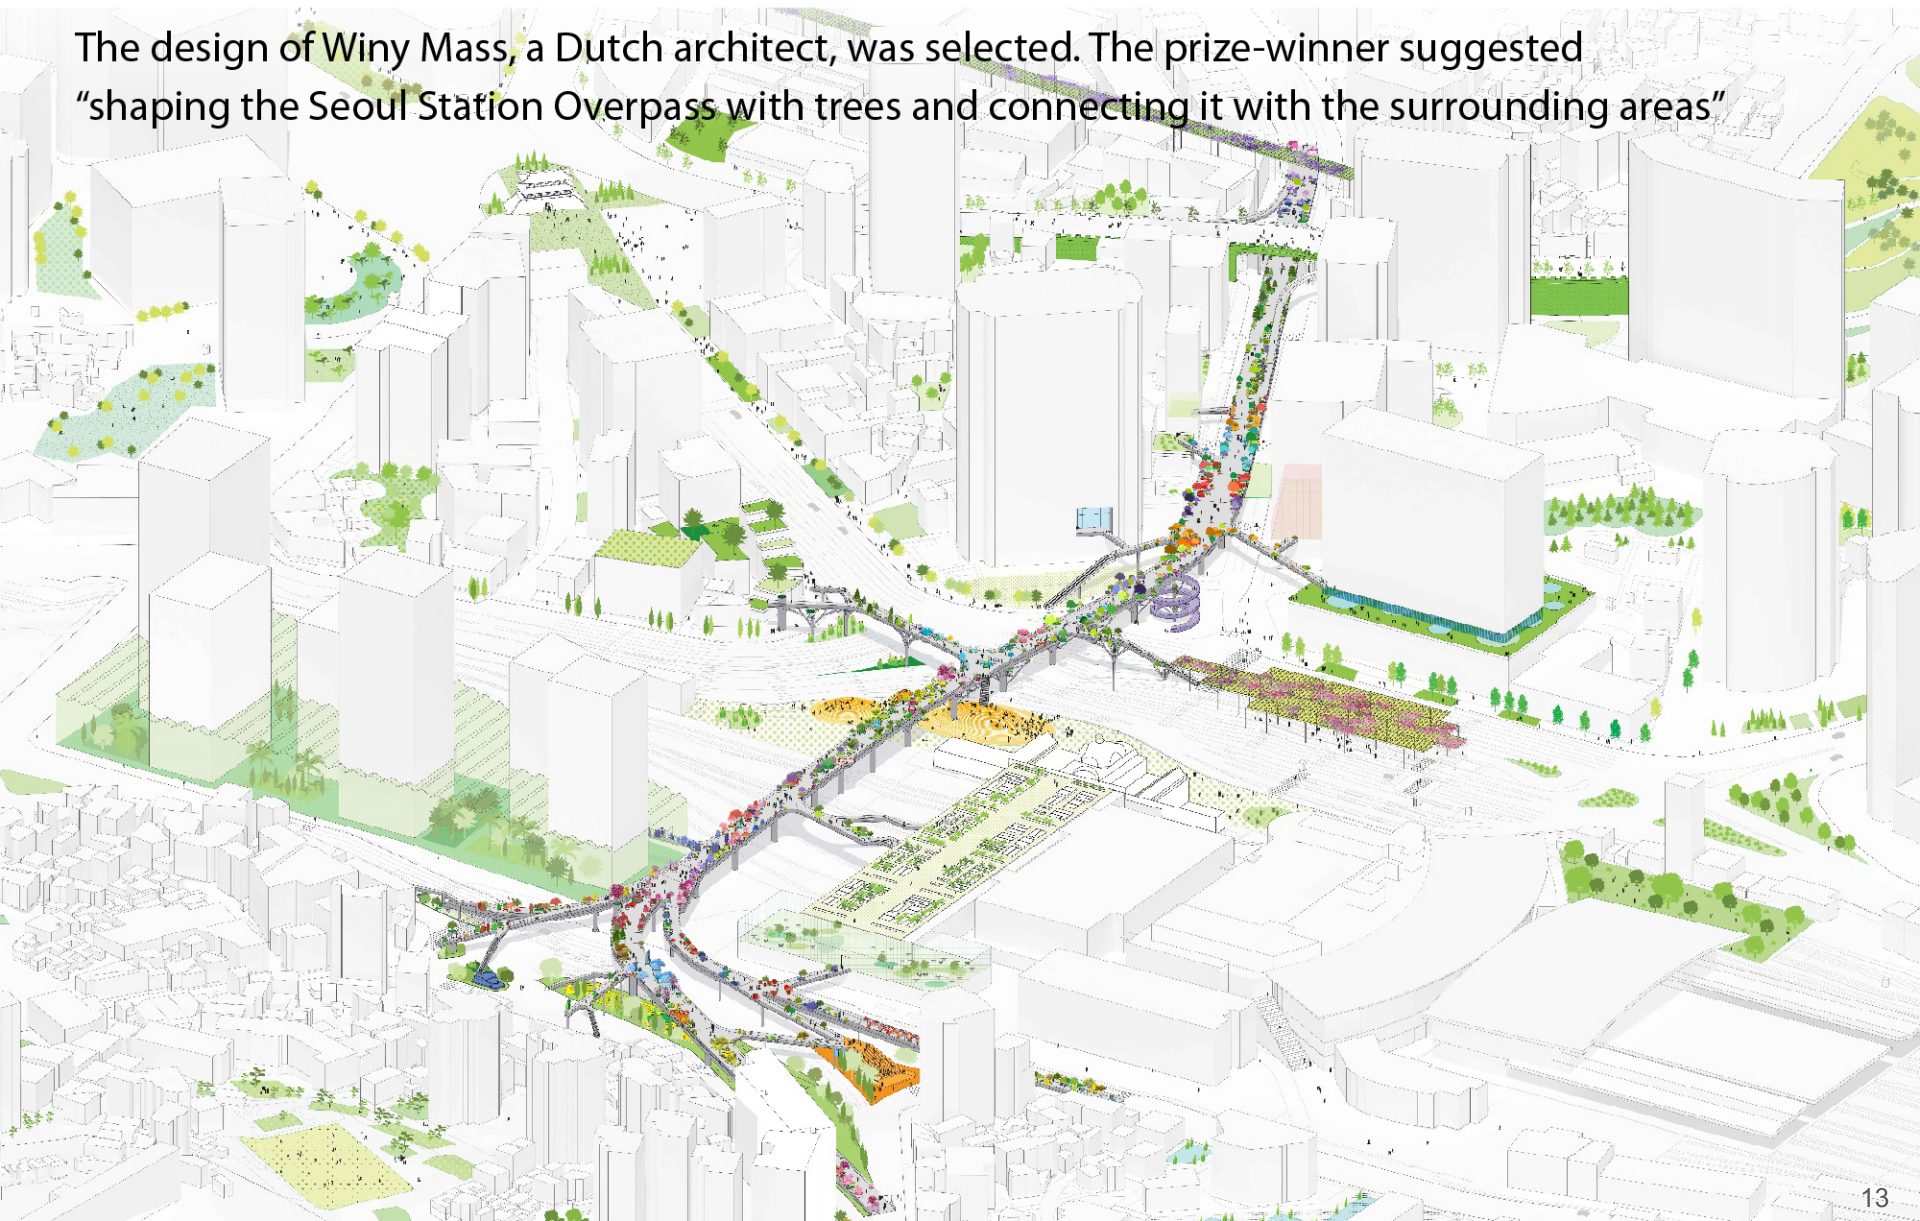 The design of Winy Mass, a Dutch architect, was selected. The prize-winner suggested
“shaping the Seoul Station Overpass with trees and connecting it with the surrounding areas”
13